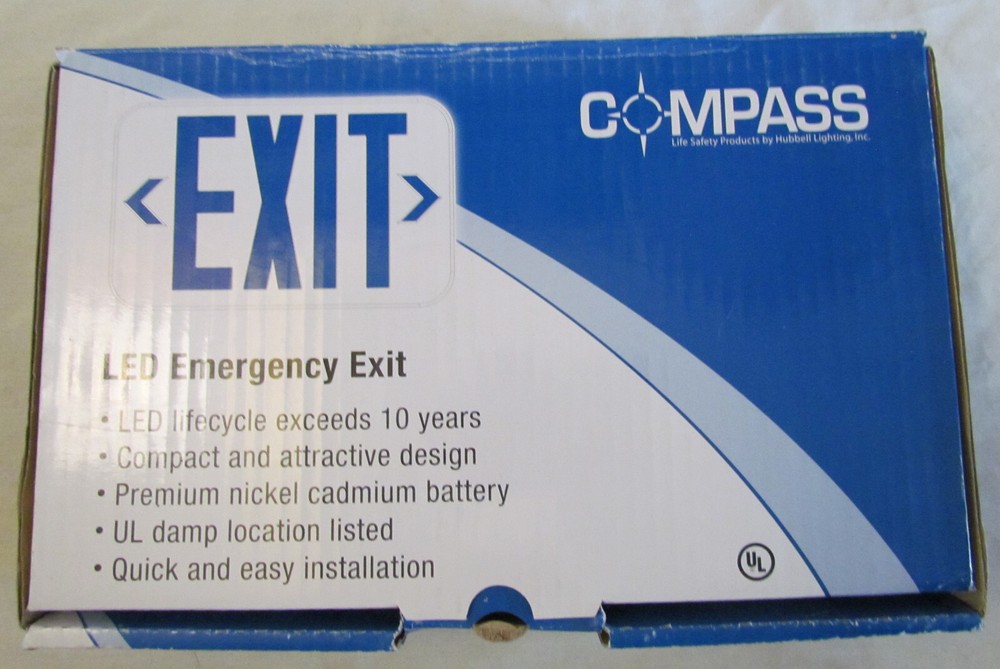 COMPASS
Life Safety Products by Hubbell Lighting, Inc.
< EXIT >
LED Emergency Exit
• LED lifecycle exceeds 10 years
• Compact and attractive design
• Premium nickel cadmium battery
• UL damp location listed
• Quick and easy installation
UL